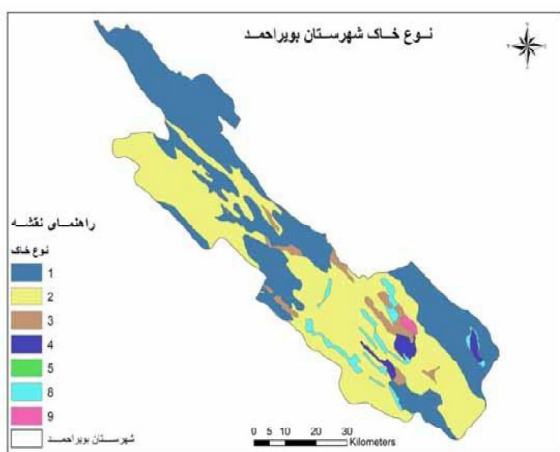 نوع خاک شهرستان بویراحمد
N
راهنمای نقشه
نوع خاک
1
2
3
4
5
8
9
شهرستان بویراحمد
0 5 10 20 30
Kilometers